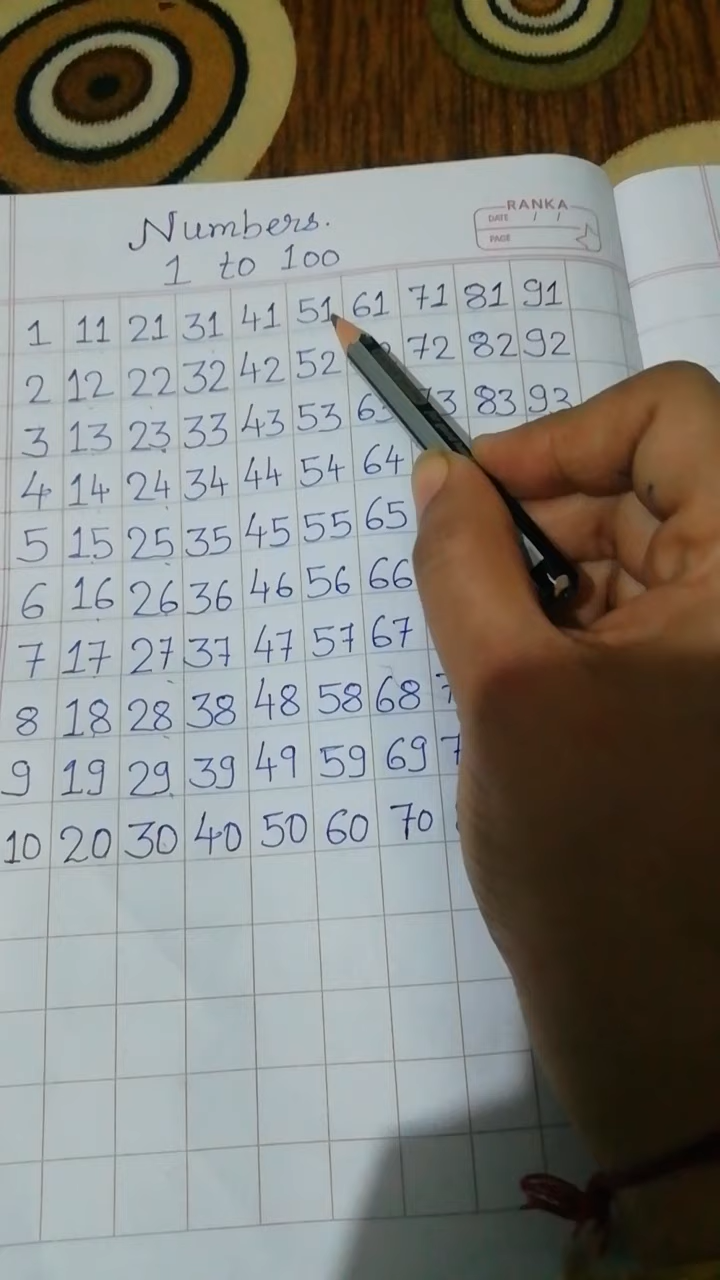 RANKA
DATE / /
PAGE
Numbers.
1 to 100
1 11 21 31 41 51 61 71 81 91
2 12 22 32 42 52 72 82 92
3 13 23 33 43 53 83 93
4 14 24 34 44 54 64
5 15 25 35 45 55 65
6 16 26 36 46 56 66
7 17 27 37 47 57 67
8 18 28 38 48 58 68
9 19 29 39 49 59 69
10 20 30 40 50 60 70